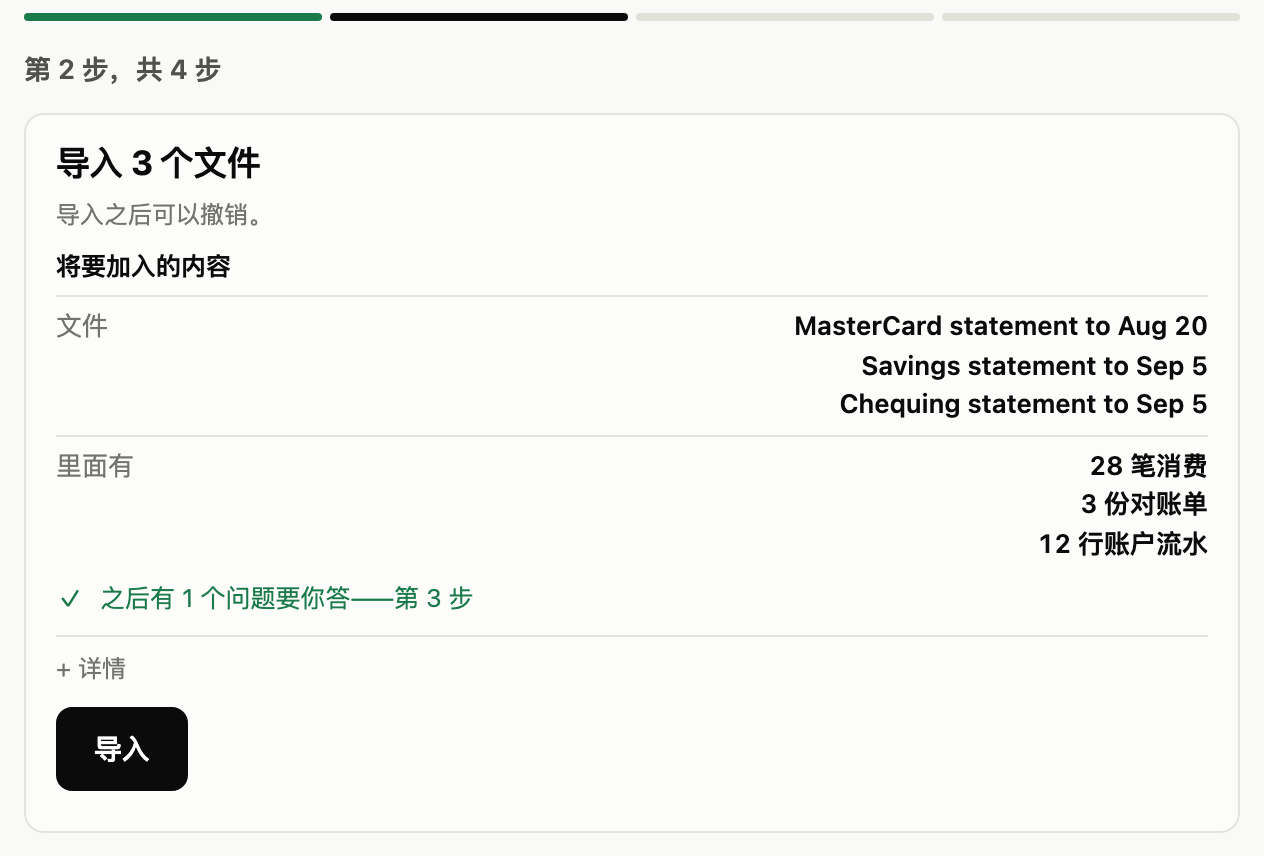 第 2 步，共 4 步
导入 3 个文件
导入之后可以撤销。
将要加入的内容
文件
MasterCard statement to Aug 20
Savings statement to Sep 5
Chequing statement to Sep 5
里面有
28 笔消费
3 份对账单
12 行账户流水
✓ 之后有 1 个问题要你答——第 3 步
+ 详情
导入